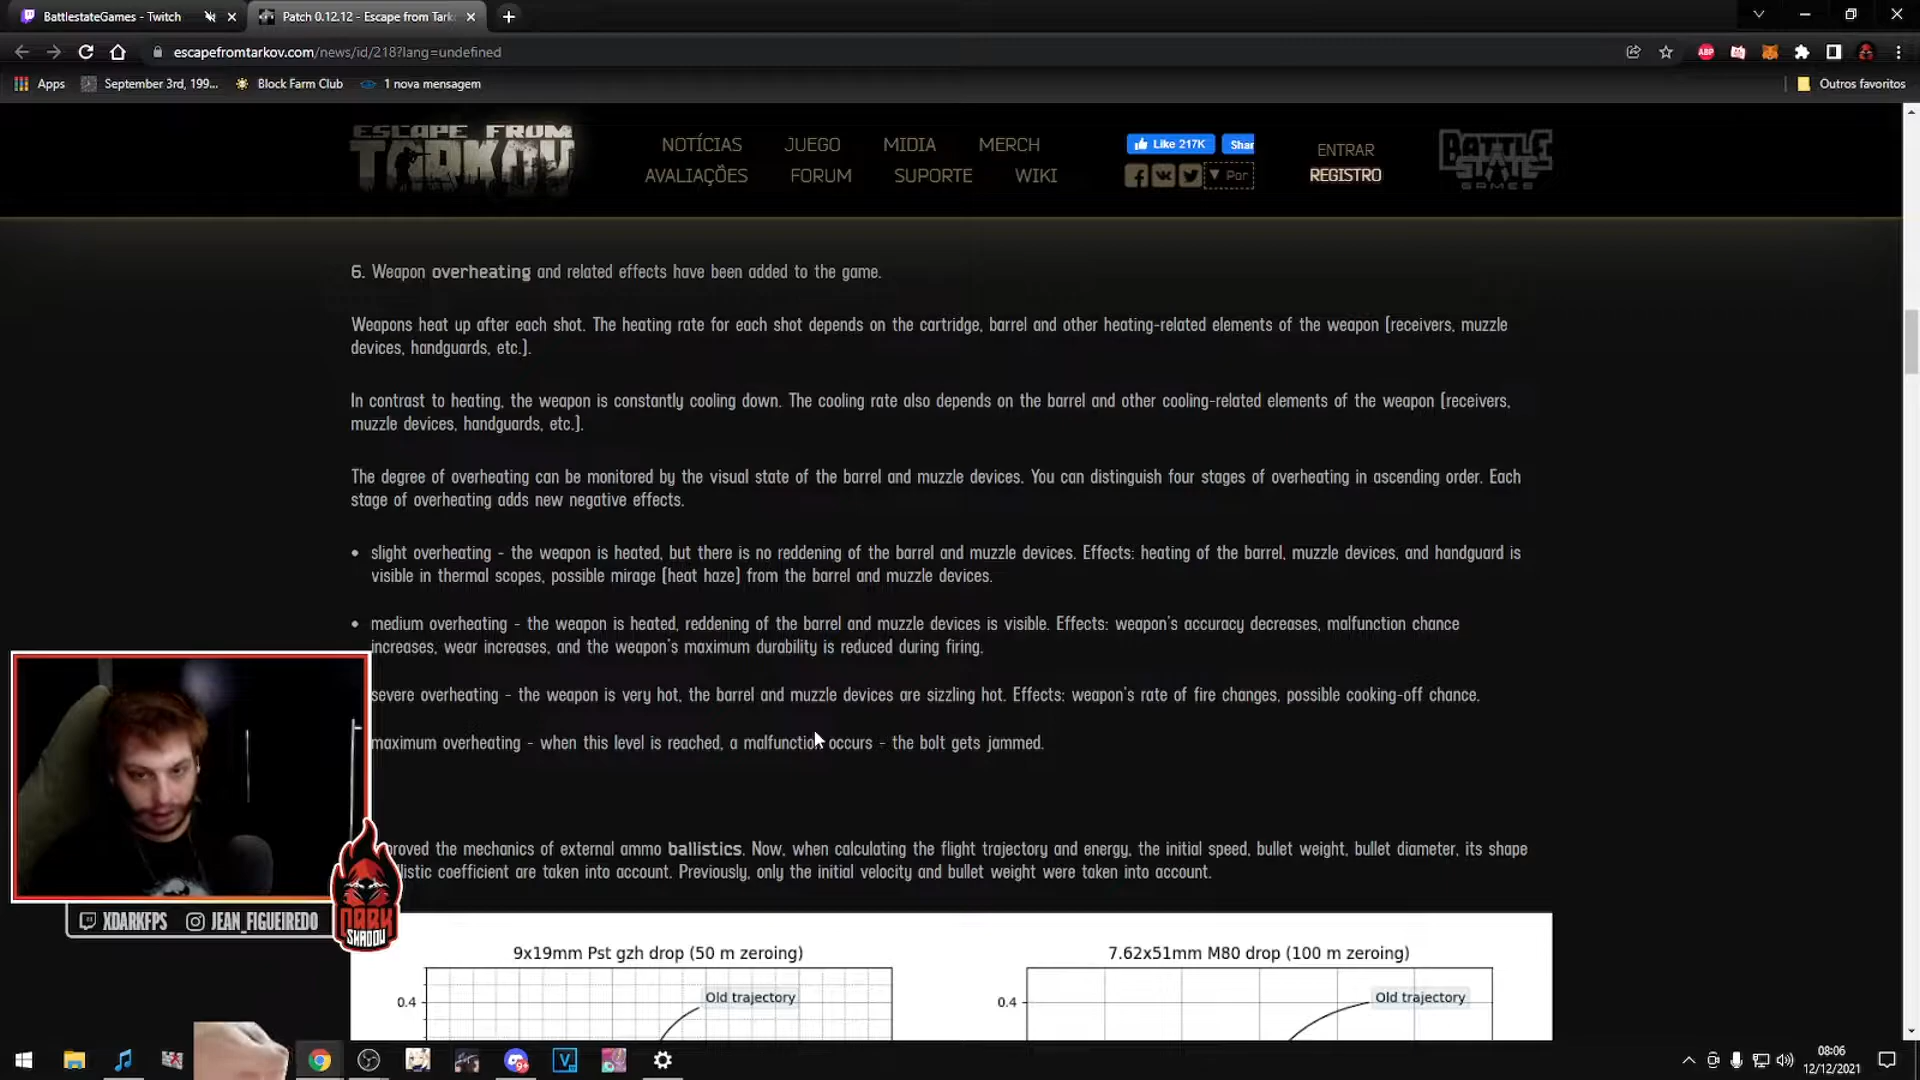 BattlestateGames - Twitch
Patch 0.12.12 - Escape from Tark
escapefromtarkov.com/news/id/218?lang=undefined
ABP
Apps
September 3rd, 199...
Block Farm Club
1 nova mensagem
Outros favoritos
ESCAPE FROM
TARKOV
NOTÍCIAS
JUEGO
MIDIA
MERCH
AVALIAÇÕES
FORUM
SUPORTE
WIKI
Like 217K
Shar
Por
ENTRAR
REGISTRO
BATTLE
STATE
GAMES
6. Weapon overheating and related effects have been added to the game.
Weapons heat up after each shot. The heating rate for each shot depends on the cartridge, barrel and other heating-related elements of the weapon (receivers, muzzle
devices, handguards, etc.).
In contrast to heating, the weapon is constantly cooling down. The cooling rate also depends on the barrel and other cooling-related elements of the weapon (receivers,
muzzle devices, handguards, etc.).
The degree of overheating can be monitored by the visual state of the barrel and muzzle devices. You can distinguish four stages of overheating in ascending order. Each
stage of overheating adds new negative effects.
• slight overheating - the weapon is heated, but there is no reddening of the barrel and muzzle devices. Effects: heating of the barrel, muzzle devices, and handguard is
visible in thermal scopes, possible mirage (heat haze) from the barrel and muzzle devices.
• medium overheating - the weapon is heated, reddening of the barrel and muzzle devices is visible. Effects: weapon's accuracy decreases, malfunction chance
increases, wear increases, and the weapon's maximum durability is reduced during firing.
severe overheating - the weapon is very hot, the barrel and muzzle devices are sizzling hot. Effects: weapon's rate of fire changes, possible cooking-off chance.
maximum overheating - when this level is reached, a malfunction occurs - the bolt gets jammed.
proved the mechanics of external ammo ballistics. Now, when calculating the flight trajectory and energy, the initial speed, bullet weight, bullet diameter, its shape
listic coefficient are taken into account. Previously, only the initial velocity and bullet weight were taken into account.
XDARKFPS
JEAN_FIGUEIREDO
DARK
SHADOW
9x19mm Pst gzh drop (50 m zeroing)
0.4
Old trajectory
7.62x51mm M80 drop (100 m zeroing)
0.4
Old trajectory
08:06
12/12/2021